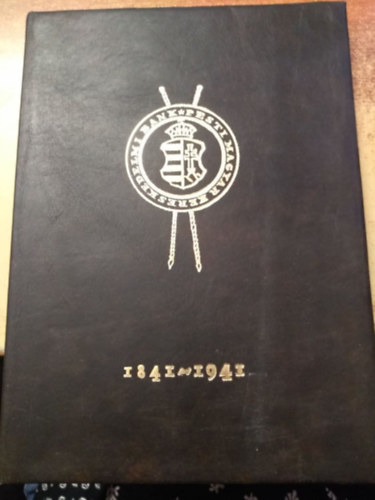 PESTI MAGYAR KERESKEDELMI BANK ★
1841~1941